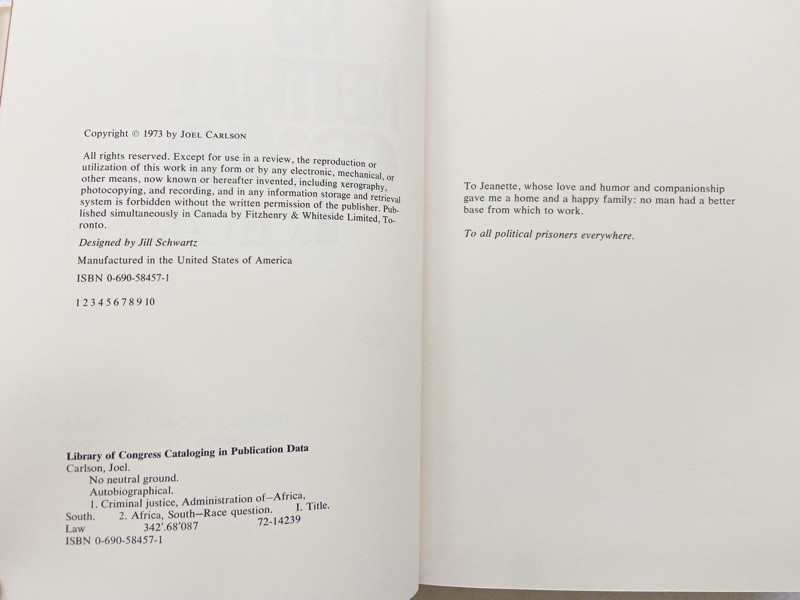 Copyright © 1973 by JOEL CARLSON
All rights reserved. Except for use in a review, the reproduction or
utilization of this work in any form or by any electronic, mechanical, or
other means, now known or hereafter invented, including xerography,
photocopying, and recording, and in any information storage and retrieval
system is forbidden without the written permission of the publisher. Pub-
lished simultaneously in Canada by Fitzhenry & Whiteside Limited, To-
ronto.
Designed by Jill Schwartz
Manufactured in the United States of America
ISBN 0-690-58457-1
1 2 3 4 5 6 7 8 9 10
Library of Congress Cataloging in Publication Data
Carlson, Joel.
No neutral ground.
Autobiographical.
1. Criminal justice, Administration of—Africa,
South. 2. Africa, South—Race question. I. Title.
Law 342'.68'087 72-14239
ISBN 0-690-58457-1
To Jeanette, whose love and humor and companionship
gave me a home and a happy family: no man had a better
base from which to work.
To all political prisoners everywhere.